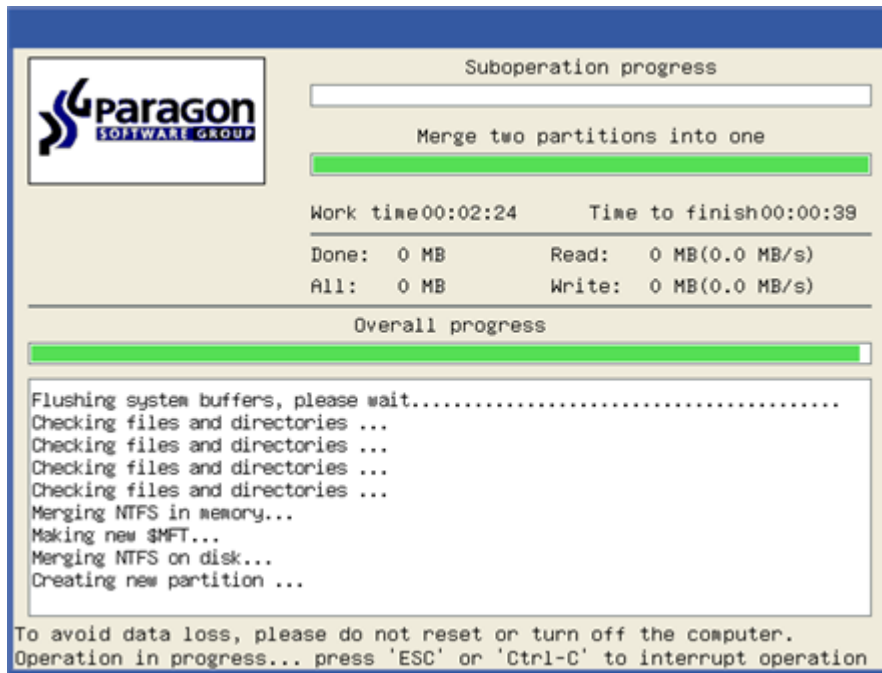 Paragon
SOFTWARE GROUP
Suboperation progress
Merge two partitions into one
Work time00:02:24 Time to finish00:00:39
Done: 0 MB Read: 0 MB(0.0 MB/s)
All: 0 MB Write: 0 MB(0.0 MB/s)
Overall progress
Flushing system buffers, please wait.........................................
Checking files and directories ...
Checking files and directories ...
Checking files and directories ...
Checking files and directories ...
Merging NTFS in memory...
Making new $MFT...
Merging NTFS on disk...
Creating new partition ...
To avoid data loss, please do not reset or turn off the computer.
Operation in progress... press 'ESC' or 'Ctrl-C' to interrupt operation